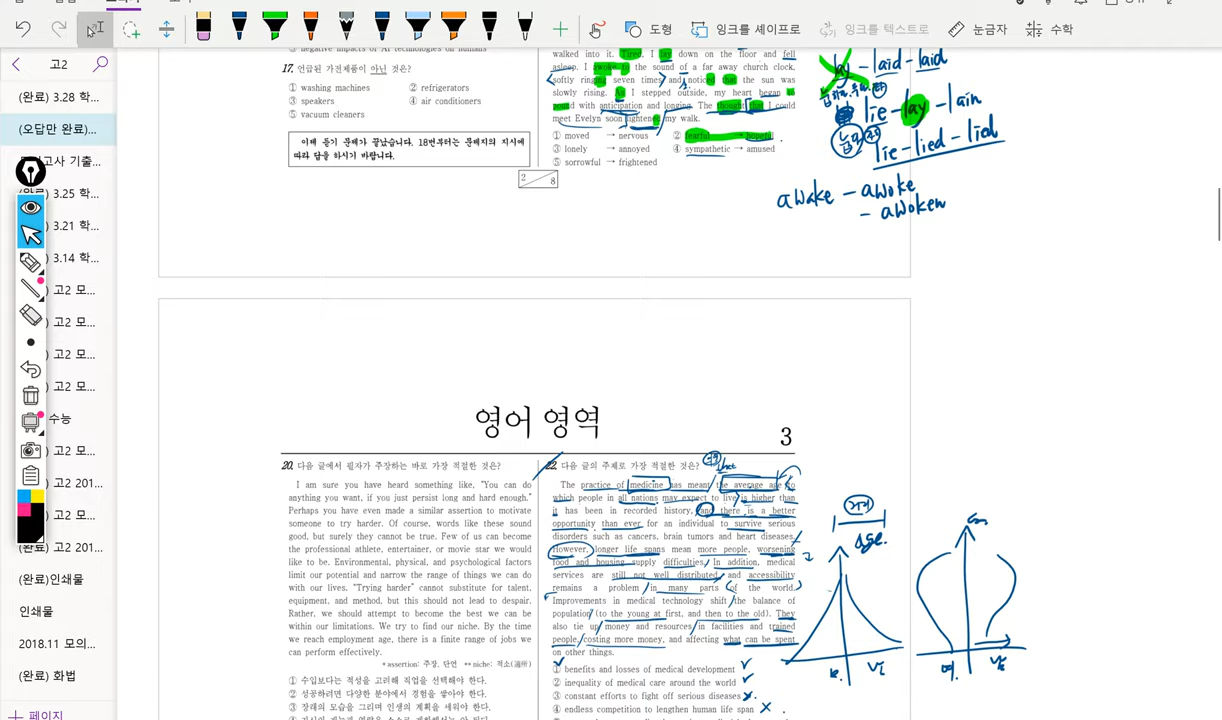 도형
잉크를 셰이프로
잉크를 텍스트로
눈금자
수학
고2
(완료) 3.28 학...
(오답만 완료)...
고사 기출...
(완료) 3.25 학...
) 3.21 학...
) 3.14 학...
) 고2 모...
) 고2 모...
) 고2 모...
) 고2 모...
수능
) 고2 모...
) 고2 201...
) 고2 모...
(완료) 고2 201...
(완료)인쇄물
인쇄물
2018.11 모의...
(완료) 화법
페이지
③ negative impacts of AI technologies on humans
17. 언급된 가전제품이 아닌 것은?
① washing machines ② refrigerators
③ speakers ④ air conditioners
⑤ vacuum cleaners
이제 듣기 문제가 끝났습니다. 18번부터는 문제지의 지시에
따라 답을 하시기 바랍니다.
2 8
walked into it. Tired, I lay down on the floor and fell
asleep. I awoke to the sound of a far away church clock,
softly ringing seven times and noticed that the sun was
slowly rising. As I stepped outside, my heart began to
pound with anticipation and longing. The thought that I could
meet Evelyn soon lightened my walk.
① moved → nervous ② fearful → hopeful
③ lonely → annoyed ④ sympathetic → amused
⑤ sorrowful → frightened
lay - laid - laid
lie - lay - lain
lie - lied - lied
awake - awoke
- awoken
영어 영역
3
20. 다음 글에서 필자가 주장하는 바로 가장 적절한 것은?
I am sure you have heard something like, "You can do
anything you want, if you just persist long and hard enough."
Perhaps you have even made a similar assertion to motivate
someone to try harder. Of course, words like these sound
good, but surely they cannot be true. Few of us can become
the professional athlete, entertainer, or movie star we would
like to be. Environmental, physical, and psychological factors
limit our potential and narrow the range of things we can do
with our lives. "Trying harder" cannot substitute for talent,
equipment, and method, but this should not lead to despair.
Rather, we should attempt to become the best we can be
within our limitations. We try to find our niche. By the time
we reach employment age, there is a finite range of jobs we
can perform effectively.
*assertion: 주장, 단언 **niche: 적소(適所)
① 수입보다는 적성을 고려해 직업을 선택해야 한다.
② 성공하려면 다양한 분야에서 경험을 쌓아야 한다.
③ 장래의 모습을 그리며 인생의 계획을 세워야 한다.
22. 다음 글의 주제로 가장 적절한 것은?
The practice of medicine has meant the average age to
which people in all nations may expect to live is higher than
it has been in recorded history, and there is a better
opportunity than ever for an individual to survive serious
disorders such as cancers, brain tumors and heart diseases.
However, longer life spans mean more people, worsening
food and housing supply difficulties. In addition, medical
services are still not well distributed, and accessibility
remains a problem in many parts of the world.
Improvements in medical technology shift the balance of
population (to the young at first, and then to the old). They
also tie up money and resources in facilities and trained
people, costing more money, and affecting what can be spent
on other things.
① benefits and losses of medical development
② inequality of medical care around the world
③ constant efforts to fight off serious diseases
④ endless competition to lengthen human life span
age.